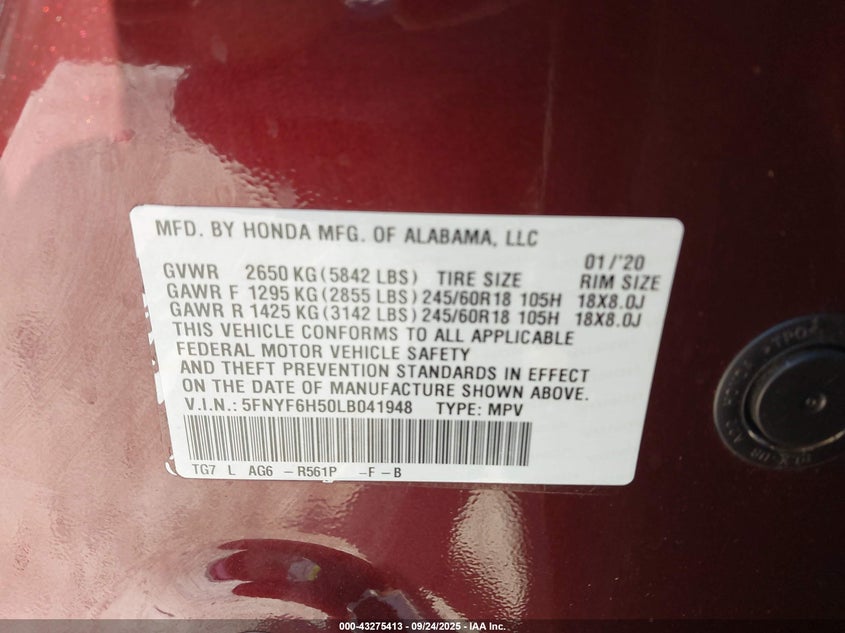 MFD. BY HONDA MFG. OF ALABAMA, LLC
01/'20
GVWR 2650 KG (5842 LBS) TIRE SIZE RIM SIZE
GAWR F 1295 KG (2855 LBS) 245/60R18 105H 18X8.0J
GAWR R 1425 KG (3142 LBS) 245/60R18 105H 18X8.0J
THIS VEHICLE CONFORMS TO ALL APPLICABLE
FEDERAL MOTOR VEHICLE SAFETY
AND THEFT PREVENTION STANDARDS IN EFFECT
ON THE DATE OF MANUFACTURE SHOWN ABOVE.
V.I.N.: 5FNYF6H50LB041948 TYPE: MPV
TG7 L AG6 -R561P -F-B
000-43275413 - 09/24/2025 - IAA Inc.